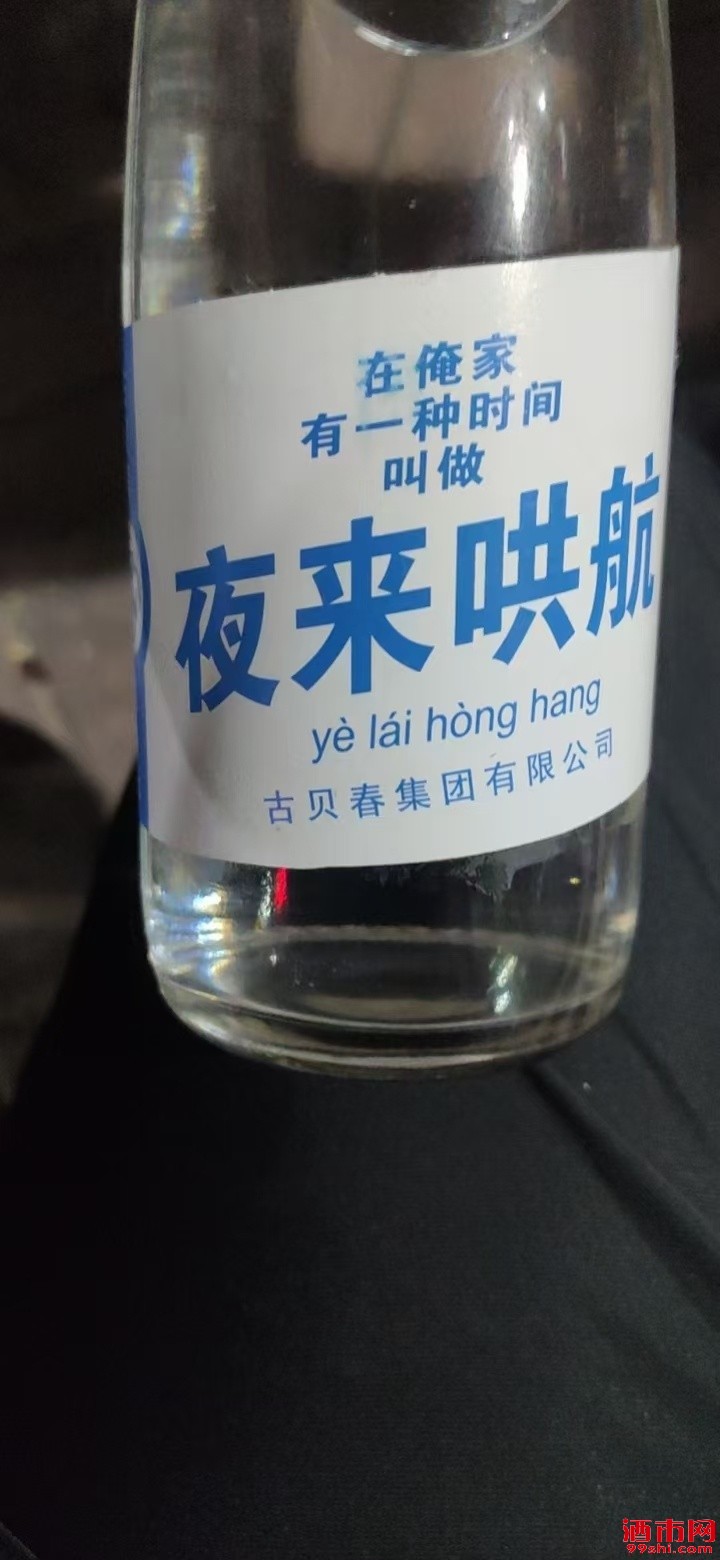 在俺家
有一种时间
叫做
夜来哄航
yè lái hòng hang
古贝春集团有限公司
酒市网
99shi.com